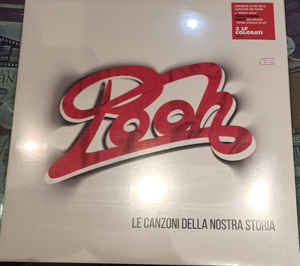 2 LP
COLORATI
Pooh
LE CANZONI DELLA NOSTRA STORIA